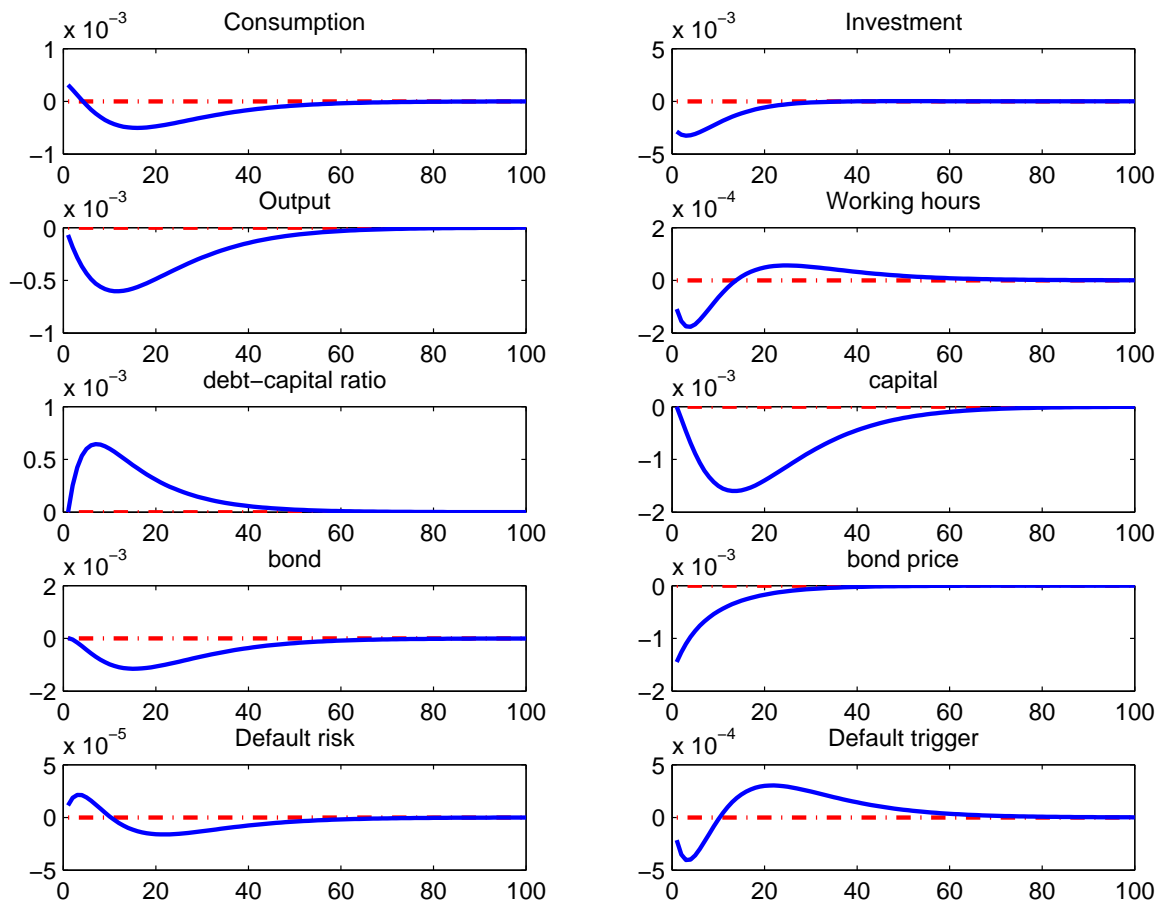 x 10⁻³ Consumption
1
0
−1
0 20 40 60 80 100
x 10⁻³ Investment
5
0
−5
0 20 40 60 80 100
x 10⁻³ Output
0
−0.5
−1
0 20 40 60 80 100
x 10⁻⁴ Working hours
2
0
−2
0 20 40 60 80 100
x 10⁻³ debt−capital ratio
1
0.5
0
0 20 40 60 80 100
x 10⁻³ capital
0
−1
−2
0 20 40 60 80 100
x 10⁻³ bond
2
0
−2
0 20 40 60 80 100
x 10⁻³ bond price
0
−1
−2
0 20 40 60 80 100
x 10⁻⁵ Default risk
5
0
−5
0 20 40 60 80 100
x 10⁻⁴ Default trigger
5
0
−5
0 20 40 60 80 100